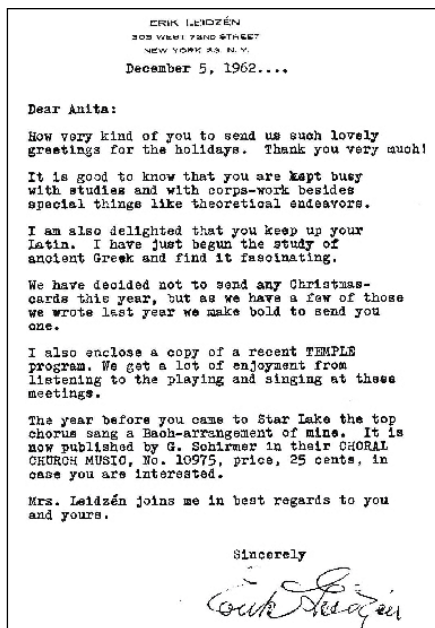 ERIK LEIDZÉN
303 WEST 72ND STREET
NEW YORK 23, N. Y.
December 5, 1962....
Dear Anita:
How very kind of you to send us such lovely
greetings for the holidays. Thank you very much!
It is good to know that you are kept busy
with studies and with corps-work besides
special things like theoretical endeavors.
I am also delighted that you keep up your
Latin. I have just begun the study of
ancient Greek and find it fascinating.
We have decided not to send any Christmas-
cards this year, but as we have a few of those
we wrote last year we make bold to send you
one.
I also enclose a copy of a recent TEMPLE
program. We get a lot of enjoyment from
listening to the playing and singing at these
meetings.
The year before you came to Star Lake the top
chorus sang a Bach-arrangement of mine. It is
now published by G. Schirmer in their CHORAL
CHURCH MUSIC, No. 10975, price, 25 cents, in
case you are interested.
Mrs. Leidzén joins me in best regards to you
and yours.
Sincerely
Erik Leidzén